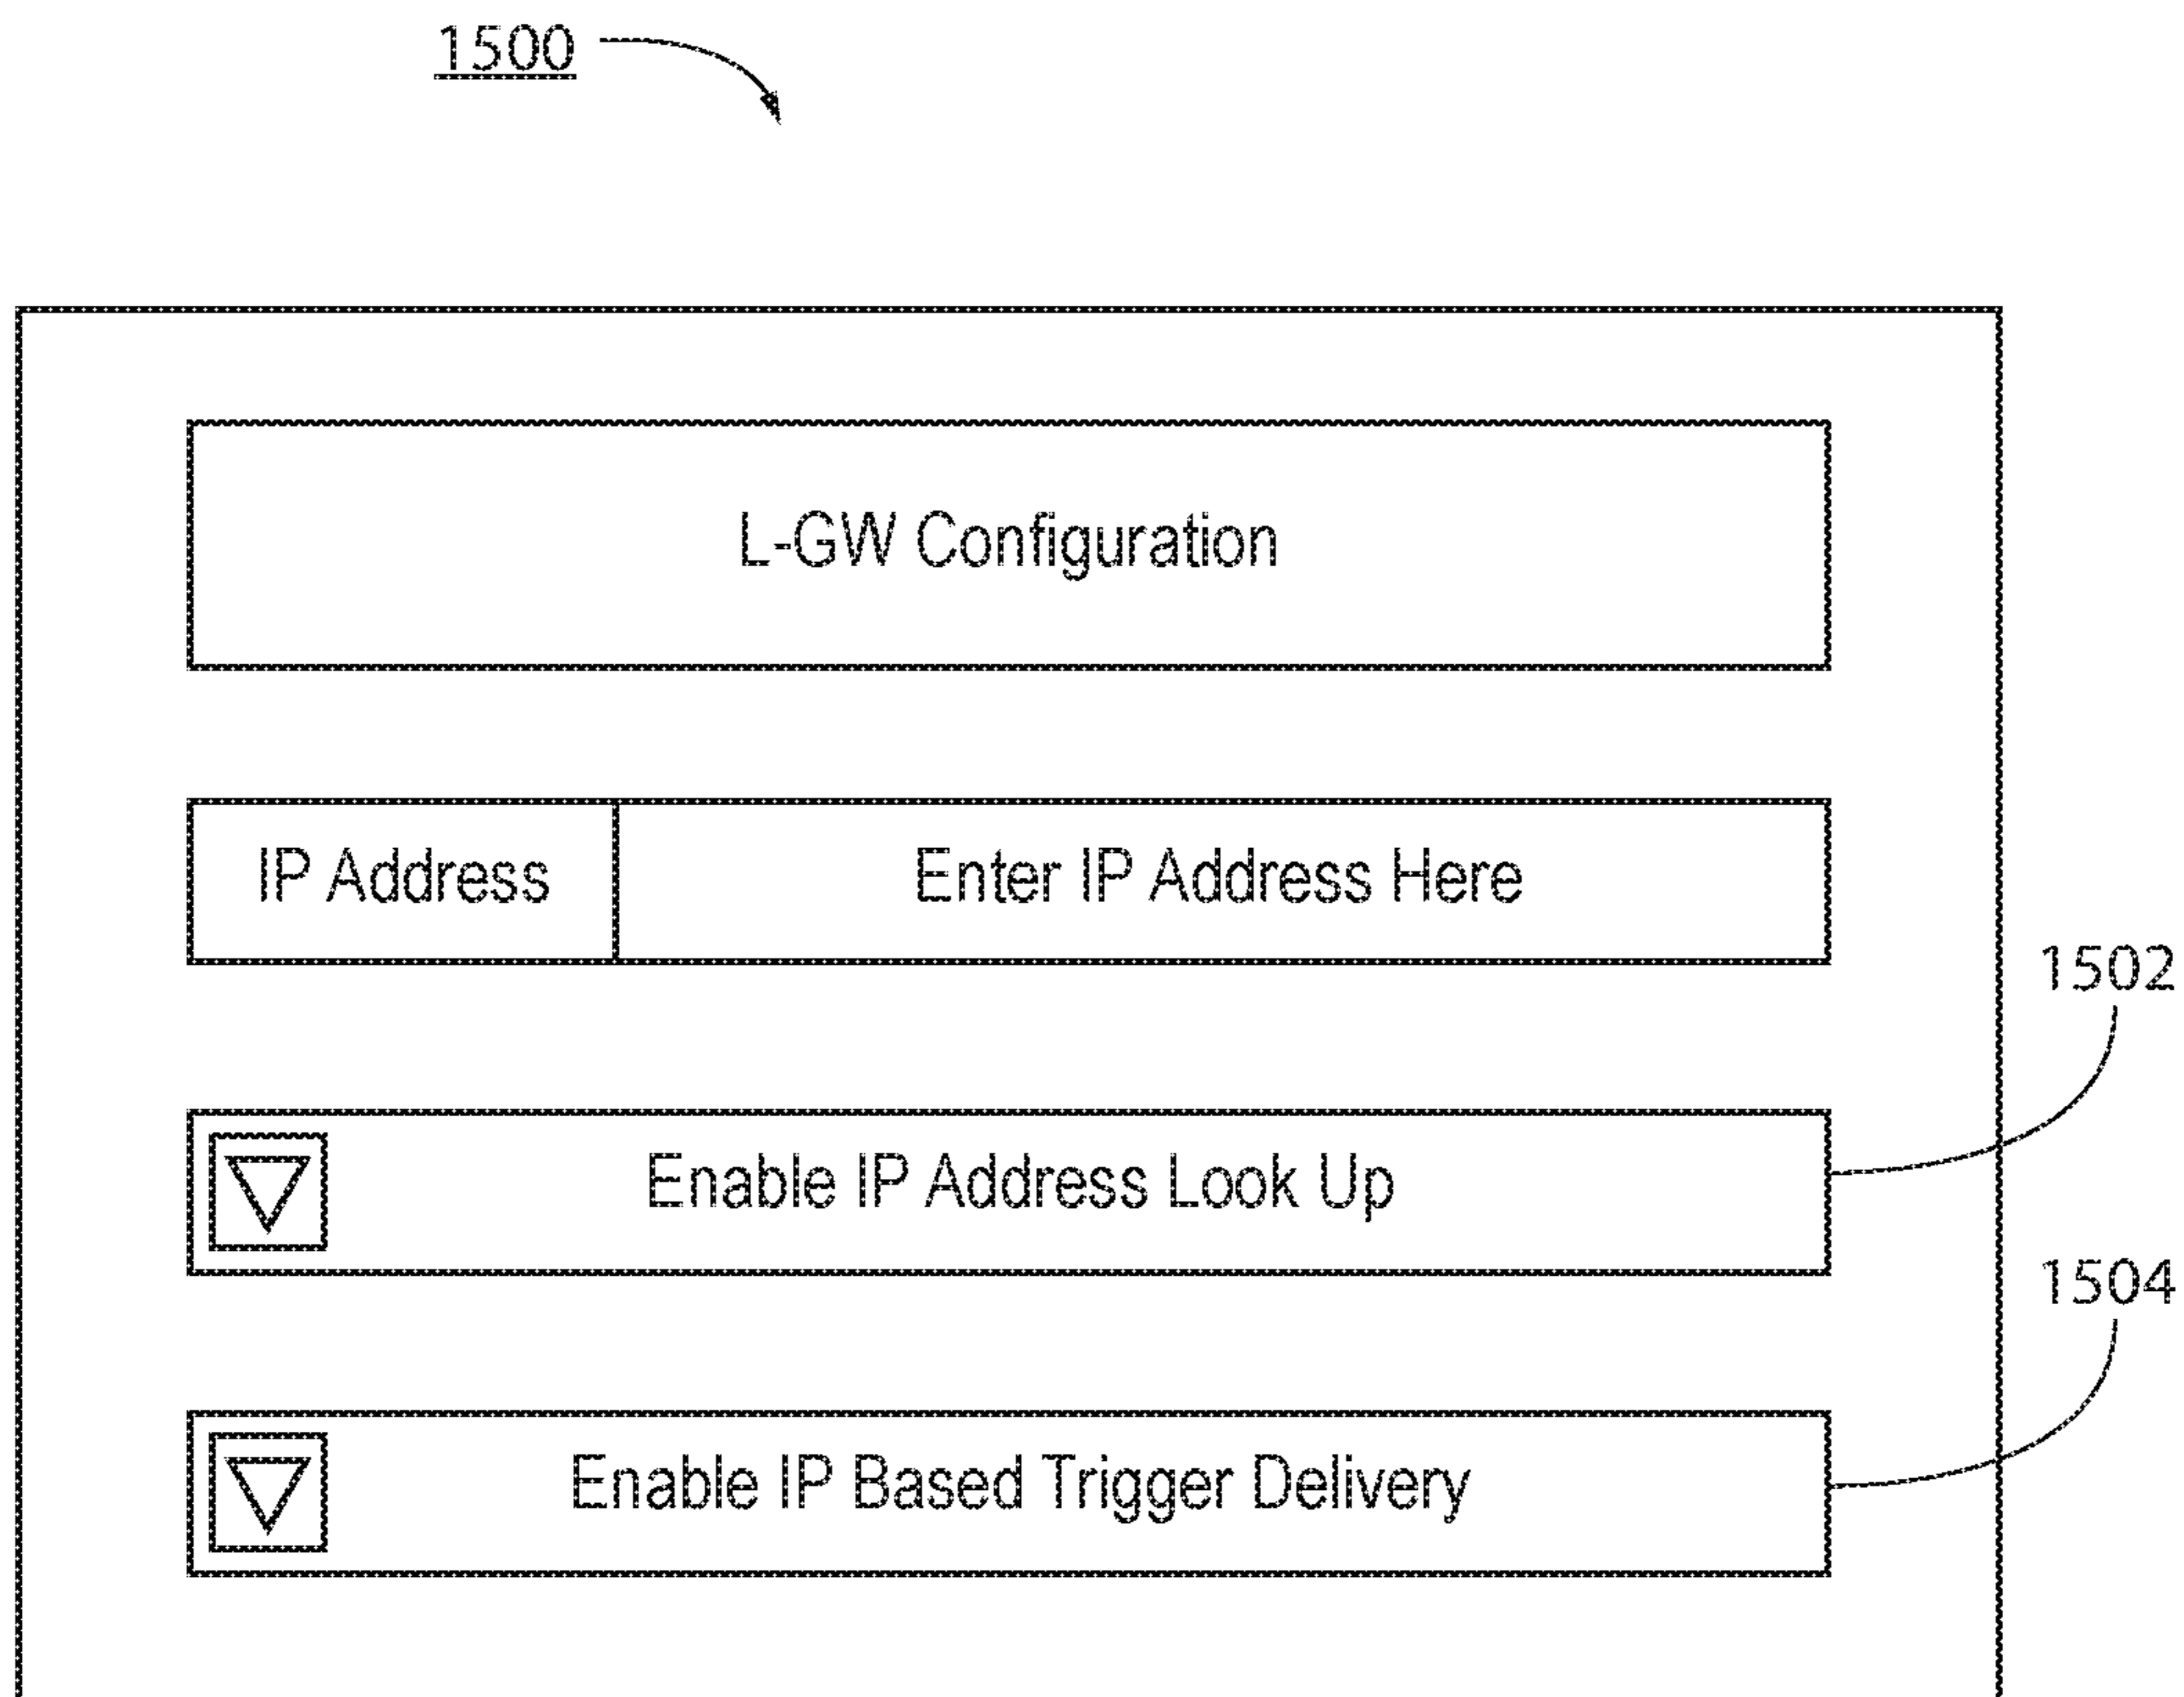 1500
L-GW Configuration
IP Address Enter IP Address Here
1502
Enable IP Address Look Up
1504
Enable IP Based Trigger Delivery